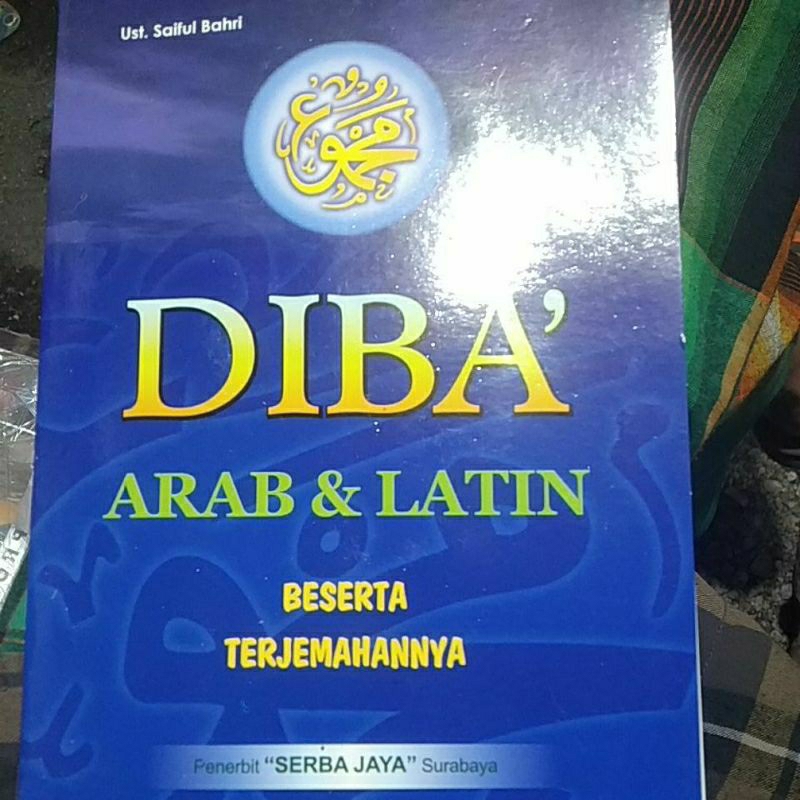 Ust. Saiful Bahri
مجموع
DIBA'
ARAB & LATIN
BESERTA
TERJEMAHANNYA
Penerbit "SERBA JAYA" Surabaya